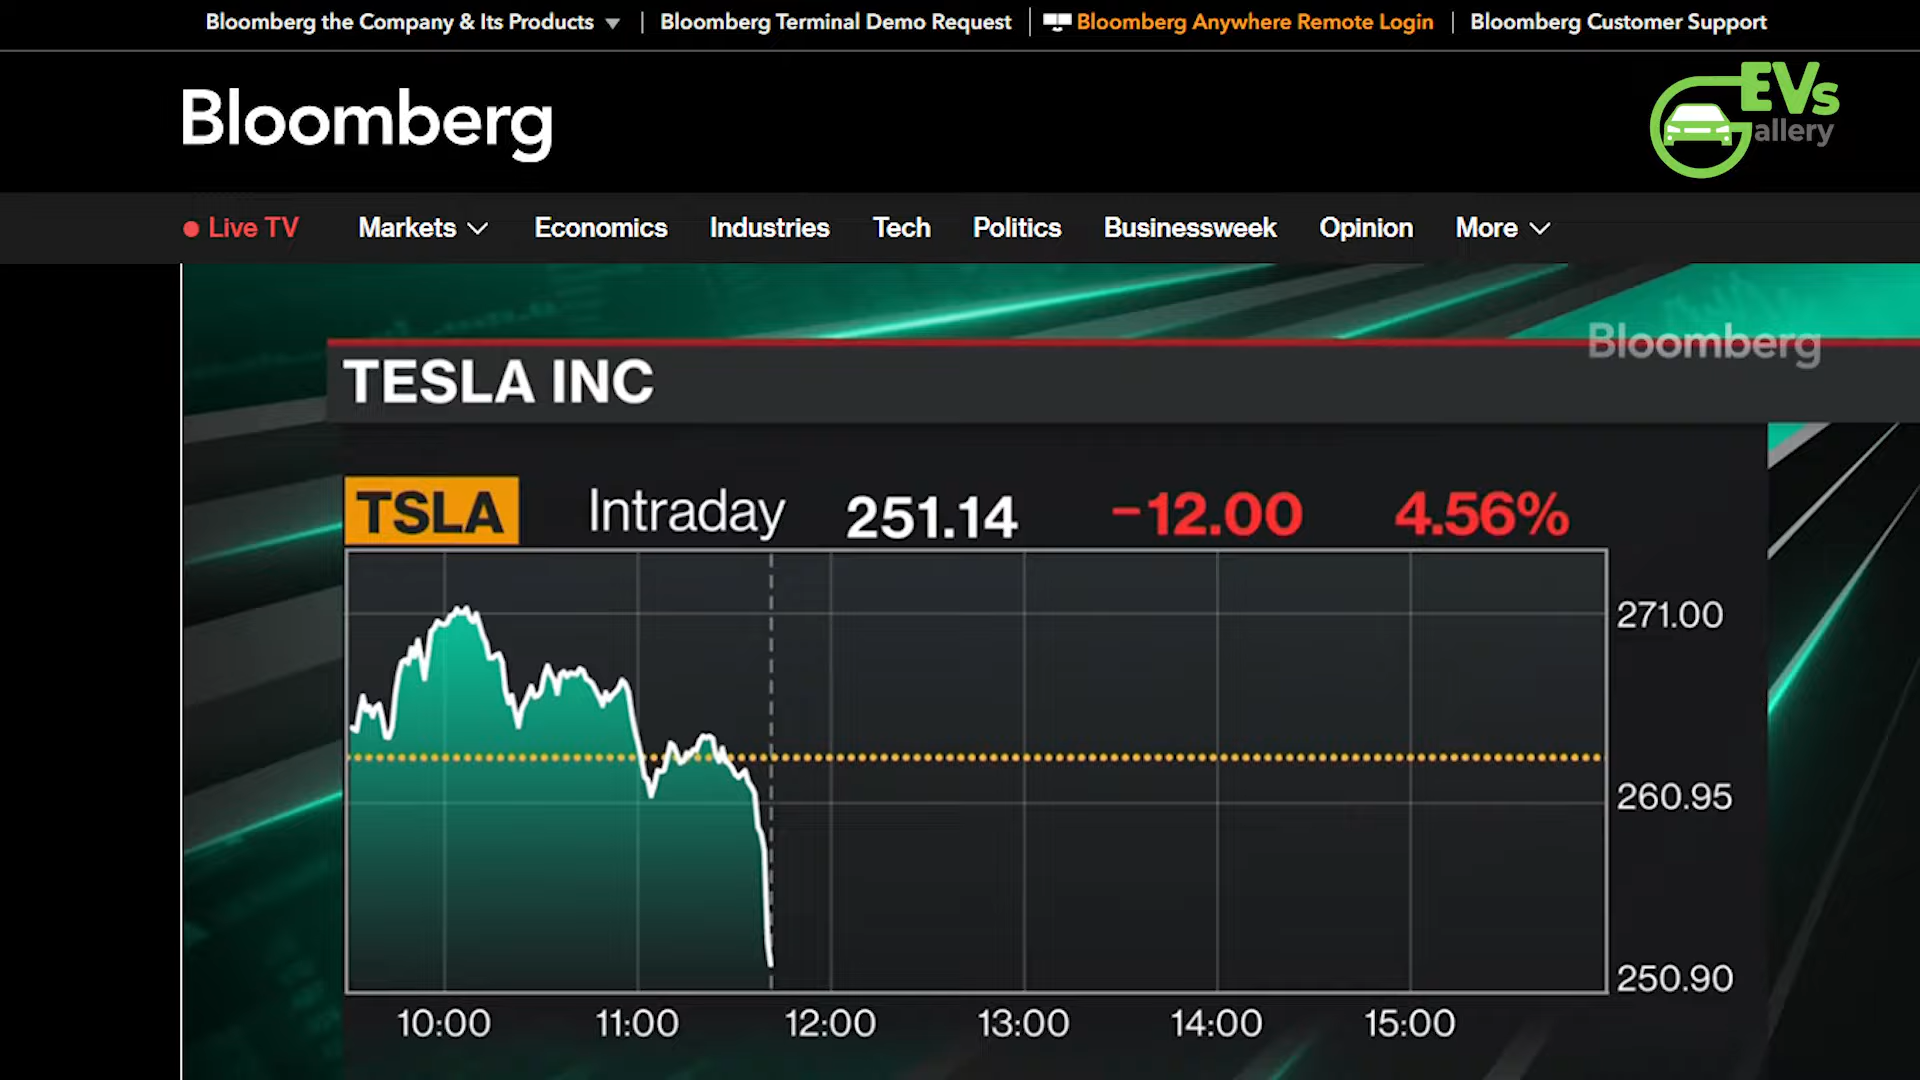 Bloomberg the Company & Its Products ▼ | Bloomberg Terminal Demo Request | Bloomberg Anywhere Remote Login | Bloomberg Customer Support
Bloomberg
EVs
Gallery
Live TV Markets Economics Industries Tech Politics Businessweek Opinion More
Bloomberg
TESLA INC
TSLA Intraday 251.14 -12.00 4.56%
271.00
260.95
250.90
10:00 11:00 12:00 13:00 14:00 15:00